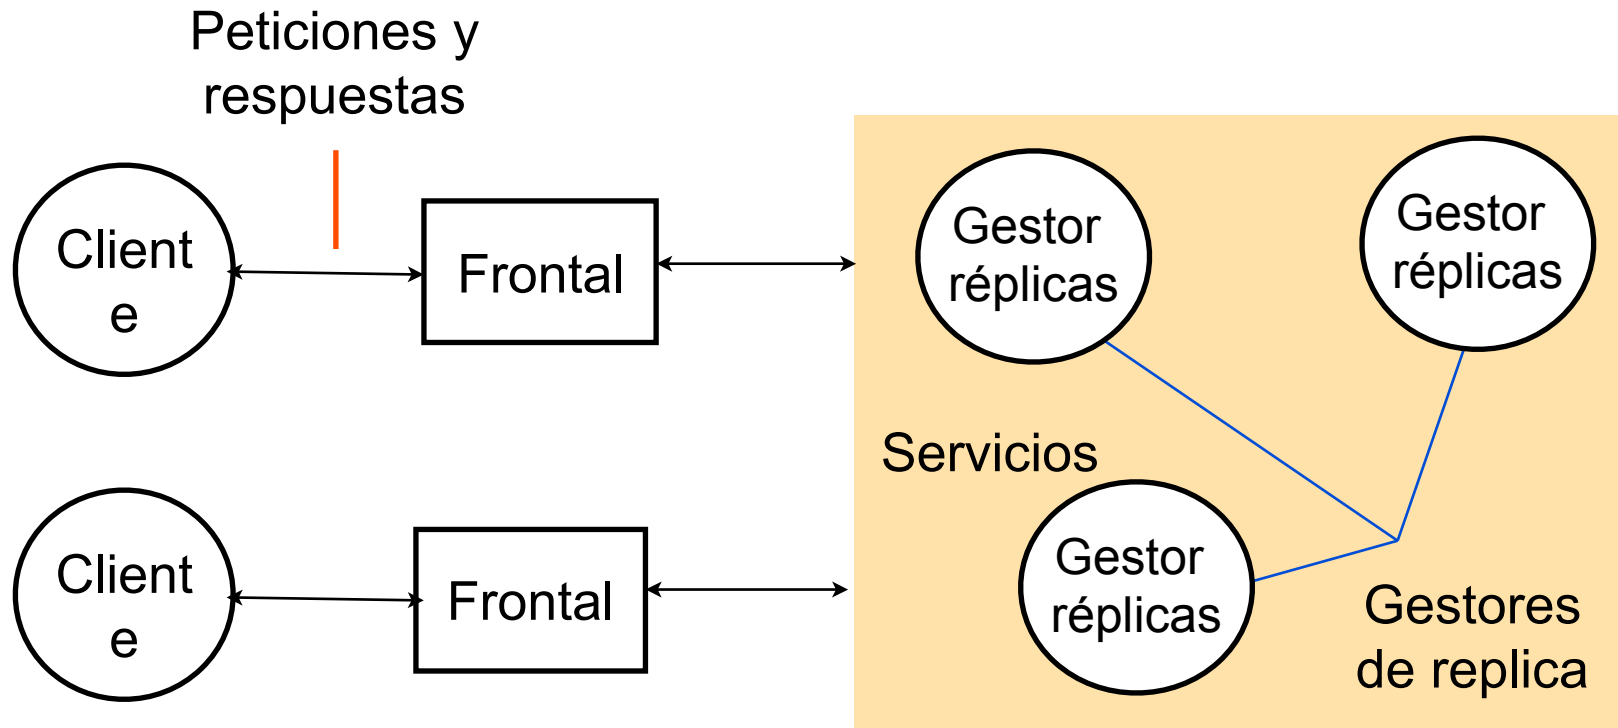 Peticiones y
respuestas
Client
e
Frontal
Gestor
réplicas
Gestor
réplicas
Servicios
Client
e
Frontal
Gestor
réplicas
Gestores
de replica